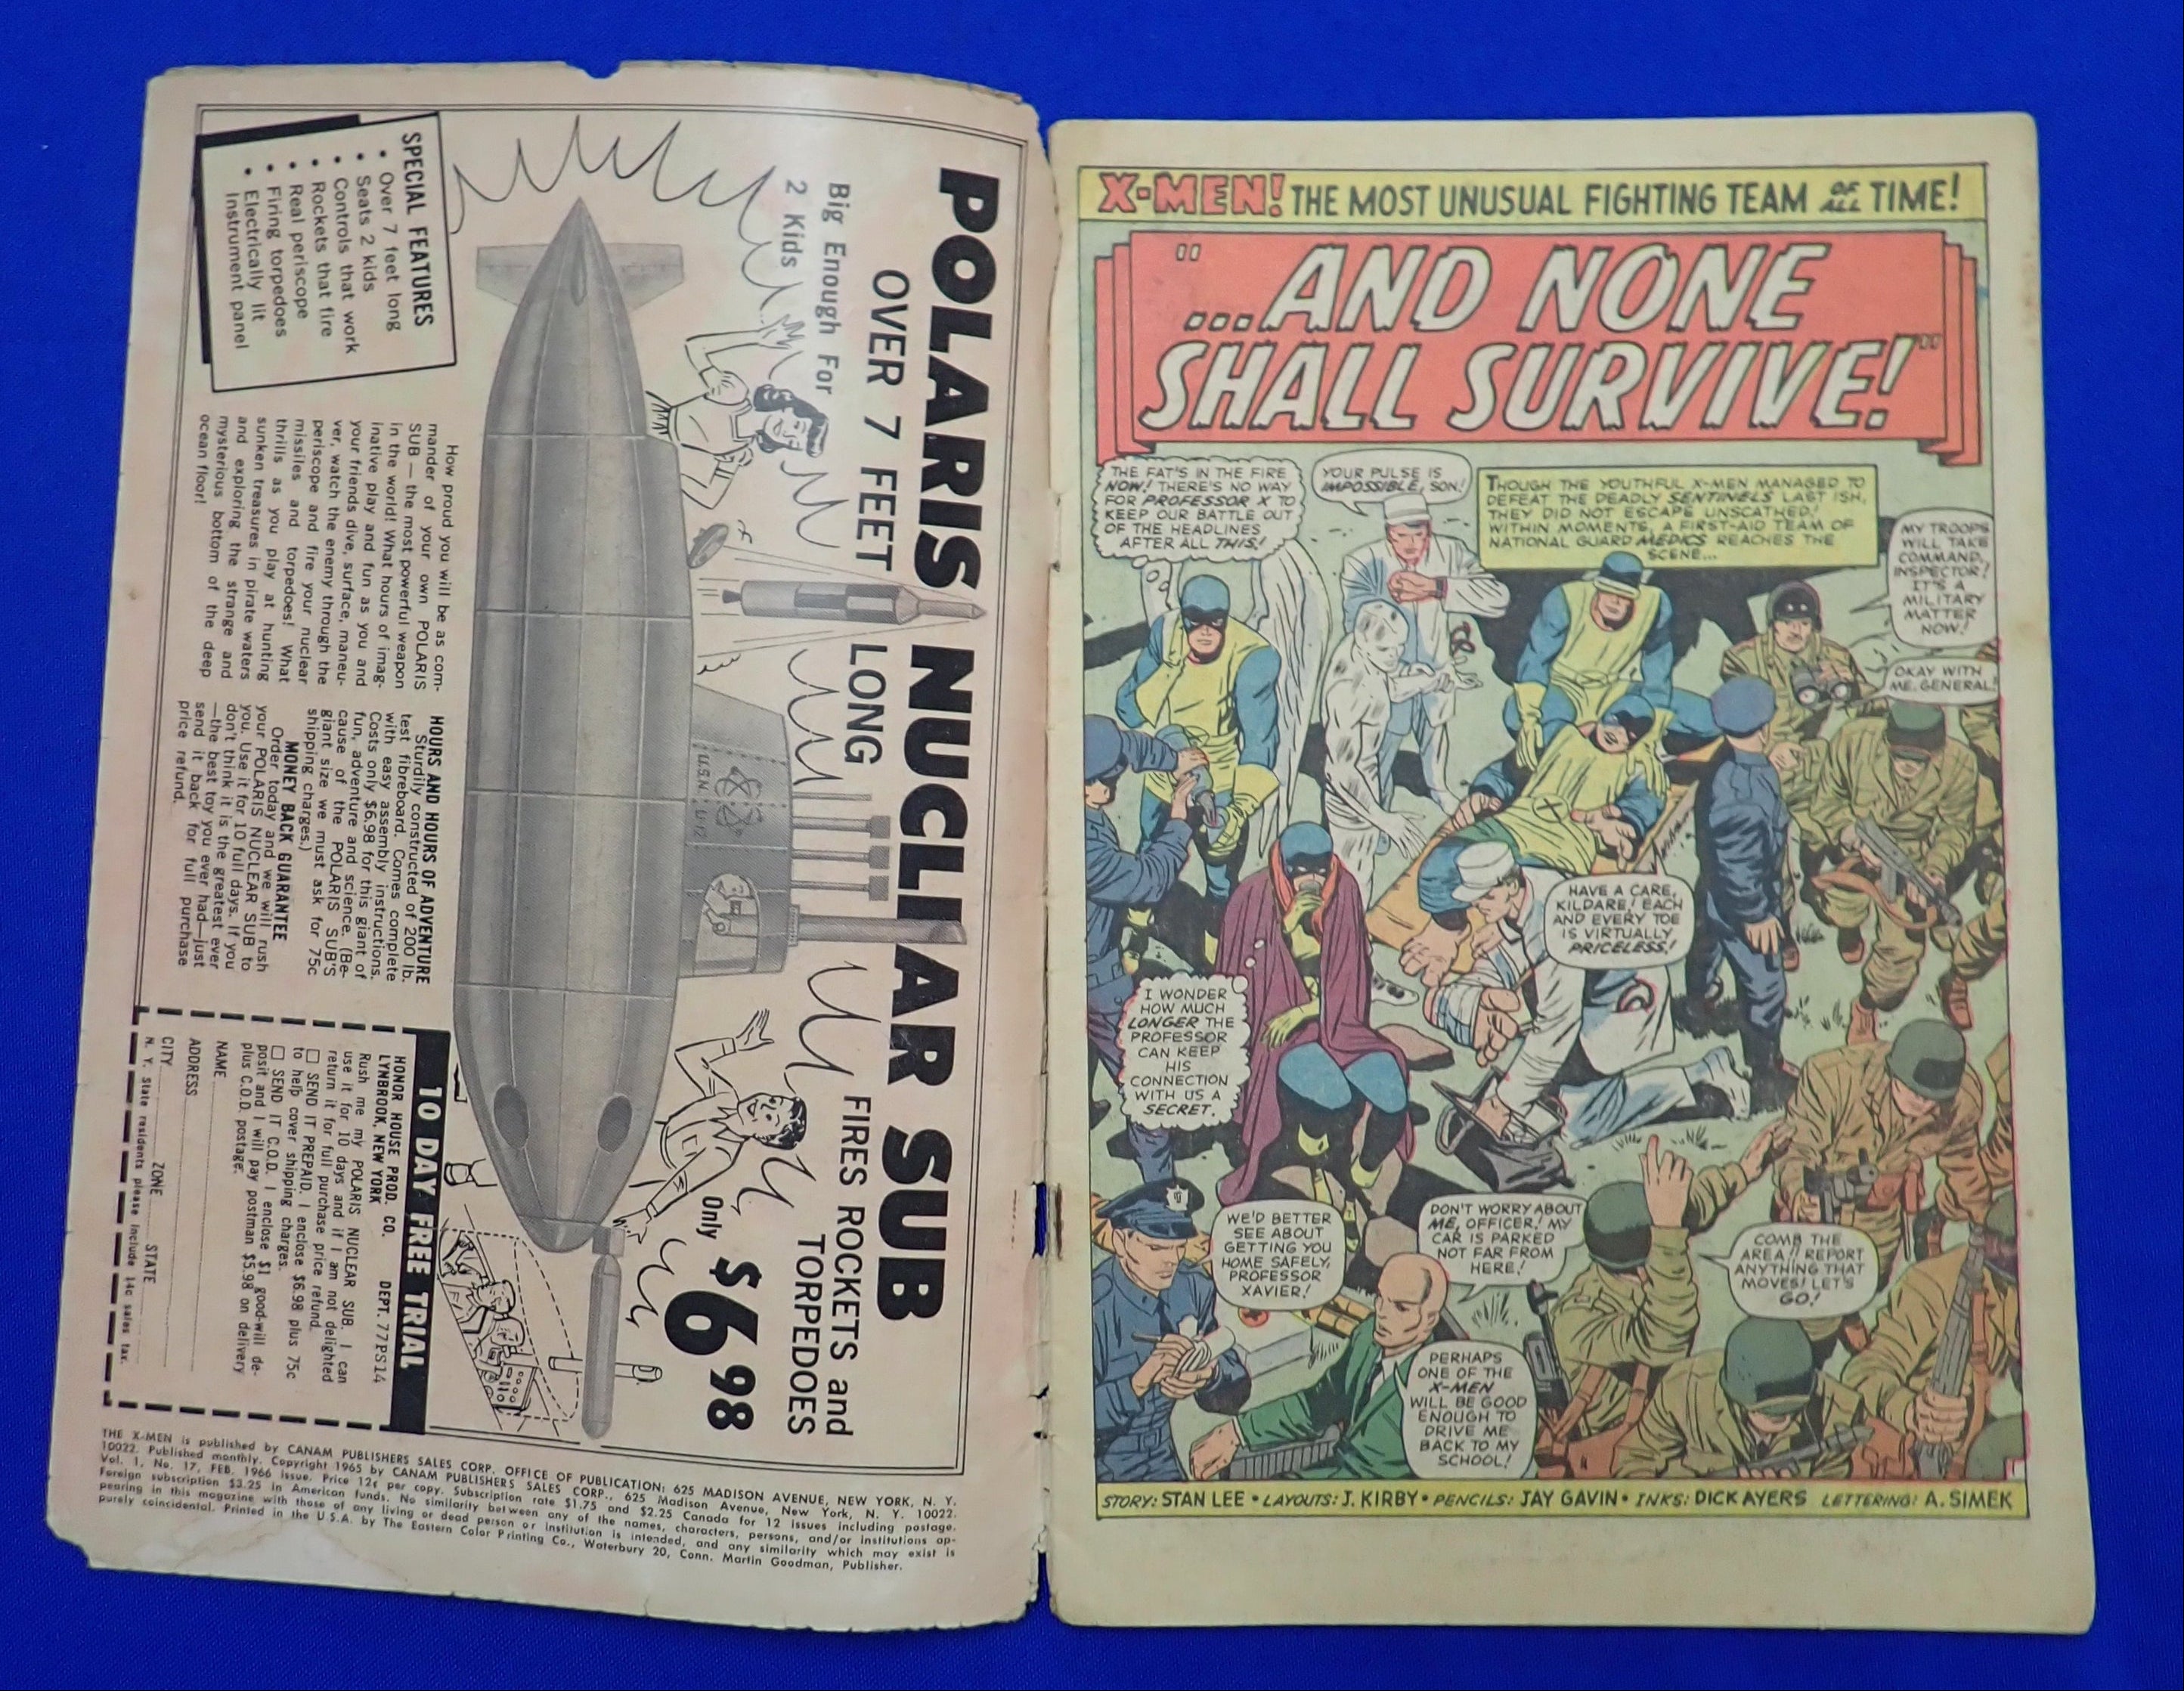 POLARIS NUCLEAR SUB
OVER 7 FEET LONG
FIRES ROCKETS and
TORPEDOES
Big Enough For
2 Kids
Only
$6.98
U.S.N. U-12
SPECIAL FEATURES
• Over 7 feet long
• Seats 2 kids
• Controls that work
• Rockets that fire
• Real periscope
• Firing torpedoes
• Electrically lit
Instrument panel
How proud you will be as com-
mander of your own POLARIS
SUB — the most powerful weapon
in the world! What hours of imag-
inative play and fun as you and
your friends dive, surface, maneu-
ver, watch the enemy through the
periscope and fire your nuclear
missiles and torpedoes! What
thrills as you play at hunting
sunken treasures in pirate waters
and exploring the strange and
mysterious bottom of the deep
ocean floor!
HOURS AND HOURS OF ADVENTURE
Sturdily constructed of 200 lb.
test fibreboard. Comes complete
with easy assembly instructions.
Costs only $6.98 for this giant of
fun, adventure and science. (Be-
cause of the POLARIS SUB'S
giant size we must ask for 75c
shipping charges.)
MONEY BACK GUARANTEE
Order today and we will rush
your POLARIS NUCLEAR SUB to
you. Use it for 10 full days. If you
don't think it is the greatest ever
—the best toy you ever had—just
send it back for full purchase
price refund.
10 DAY FREE TRIAL
HONOR HOUSE PROD. CO. DEPT. 77PS14
LYNBROOK, NEW YORK
Rush me my POLARIS NUCLEAR SUB. I can
use it for 10 days and if I am not delighted
return it for full purchase price refund.
☐ SEND IT PREPAID. I enclose $6.98 plus 75c
to help cover shipping charges.
☐ SEND IT C.O.D. I enclose $1 good-will de-
posit and I will pay postman $5.98 on delivery
plus C.O.D. postage.
NAME
ADDRESS
CITY ZONE STATE
N. Y. State residents please include 14c sales tax.
THE X-MEN is published by CANAM PUBLISHERS SALES CORP. OFFICE OF PUBLICATION: 625 MADISON AVENUE, NEW YORK, N. Y.
10022. Published monthly. Copyright 1965 by CANAM PUBLISHERS SALES CORP., 625 Madison Avenue, New York, N. Y. 10022.
Vol. 1, No. 17, FEB. 1966 issue. Price 12¢ per copy. Subscription rate $1.75 and $2.25 Canada for 12 issues including postage.
Foreign subscription $3.25 in American funds. No similarity between any of the names, characters, persons, and/or institutions ap-
pearing in this magazine with those of any living or dead person or institution is intended, and any similarity which may exist is
purely coincidental. Printed in the U.S.A. by The Eastern Color Printing Co., Waterbury 20, Conn. Martin Goodman, Publisher.
X-MEN! THE MOST UNUSUAL FIGHTING TEAM OF ALL TIME!
"...AND NONE
SHALL SURVIVE!"
THE FAT'S IN THE FIRE
NOW! THERE'S NO WAY
FOR PROFESSOR X TO
KEEP OUR BATTLE OUT
OF THE HEADLINES
AFTER ALL THIS!
YOUR PULSE IS
IMPOSSIBLE, SON!
THOUGH THE YOUTHFUL X-MEN MANAGED TO
DEFEAT THE DEADLY SENTINELS LAST ISH,
THEY DID NOT ESCAPE UNSCATHED!
WITHIN MOMENTS, A FIRST-AID TEAM OF
NATIONAL GUARD MEDICS REACHES THE
SCENE...
MY TROOPS
WILL TAKE
COMMAND,
INSPECTOR!
IT'S A
MILITARY
MATTER
NOW!
OKAY WITH
ME, GENERAL!
HAVE A CARE,
KILDARE! EACH
AND EVERY TOE
IS VIRTUALLY
PRICELESS!
I WONDER
HOW MUCH
LONGER THE
PROFESSOR
CAN KEEP
HIS
CONNECTION
WITH US A
SECRET.
WE'D BETTER
SEE ABOUT
GETTING YOU
HOME SAFELY,
PROFESSOR
XAVIER!
DON'T WORRY ABOUT
ME, OFFICER! MY
CAR IS PARKED
NOT FAR FROM
HERE!
COMB THE
AREA!! REPORT
ANYTHING THAT
MOVES! LET'S
GO!
PERHAPS
ONE OF THE
X-MEN
WILL BE GOOD
ENOUGH TO
DRIVE ME
BACK TO MY
SCHOOL!
STORY: STAN LEE • LAYOUTS: J. KIRBY • PENCILS: JAY GAVIN • INKS: DICK AYERS LETTERING: A. SIMEK